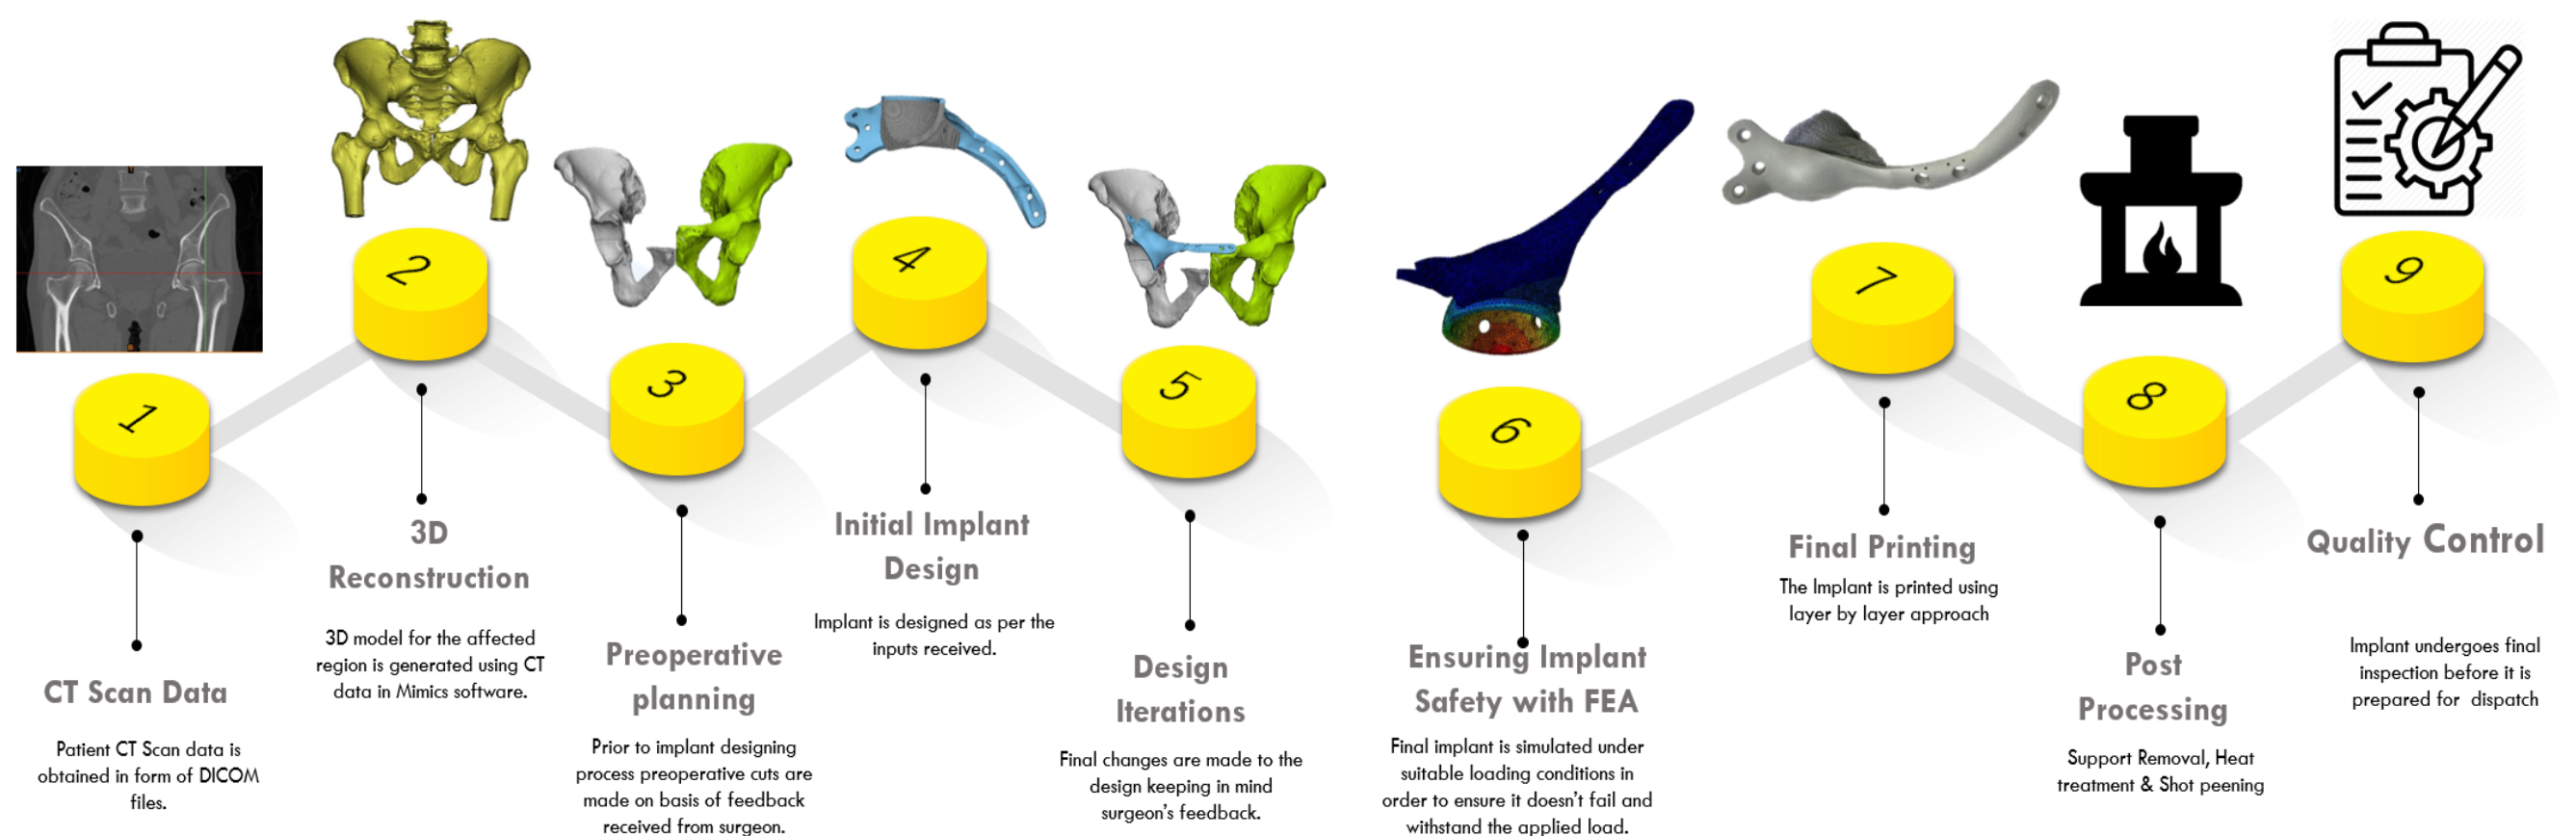 1
CT Scan Data
Patient CT Scan data is
obtained in form of DICOM
files.
2
3D
Reconstruction
3D model for the affected
region is generated using CT
data in Mimics software.
3
Preoperative
planning
Prior to implant designing
process preoperative cuts are
made on basis of feedback
received from surgeon.
4
Initial Implant
Design
Implant is designed as per the
inputs received.
5
Design
Iterations
Final changes are made to the
design keeping in mind
surgeon's feedback.
6
Ensuring Implant
Safety with FEA
Final implant is simulated under
suitable loading conditions in
order to ensure it doesn't fail and
withstand the applied load.
7
Final Printing
The Implant is printed using
layer by layer approach
8
Post
Processing
Support Removal, Heat
treatment & Shot peening
9
Quality Control
Implant undergoes final
inspection before it is
prepared for dispatch